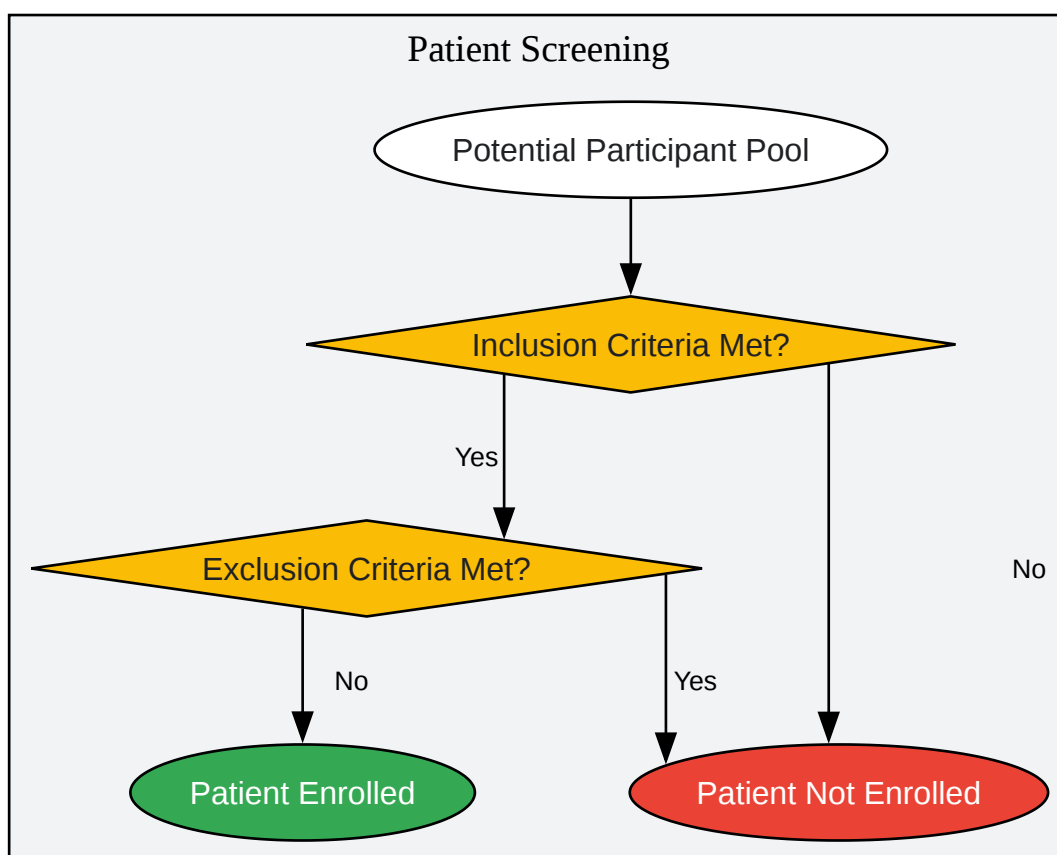 Patient Screening
Potential Participant Pool
Inclusion Criteria Met?
Yes
Exclusion Criteria Met?
No
No
Yes
Patient Enrolled
Patient Not Enrolled